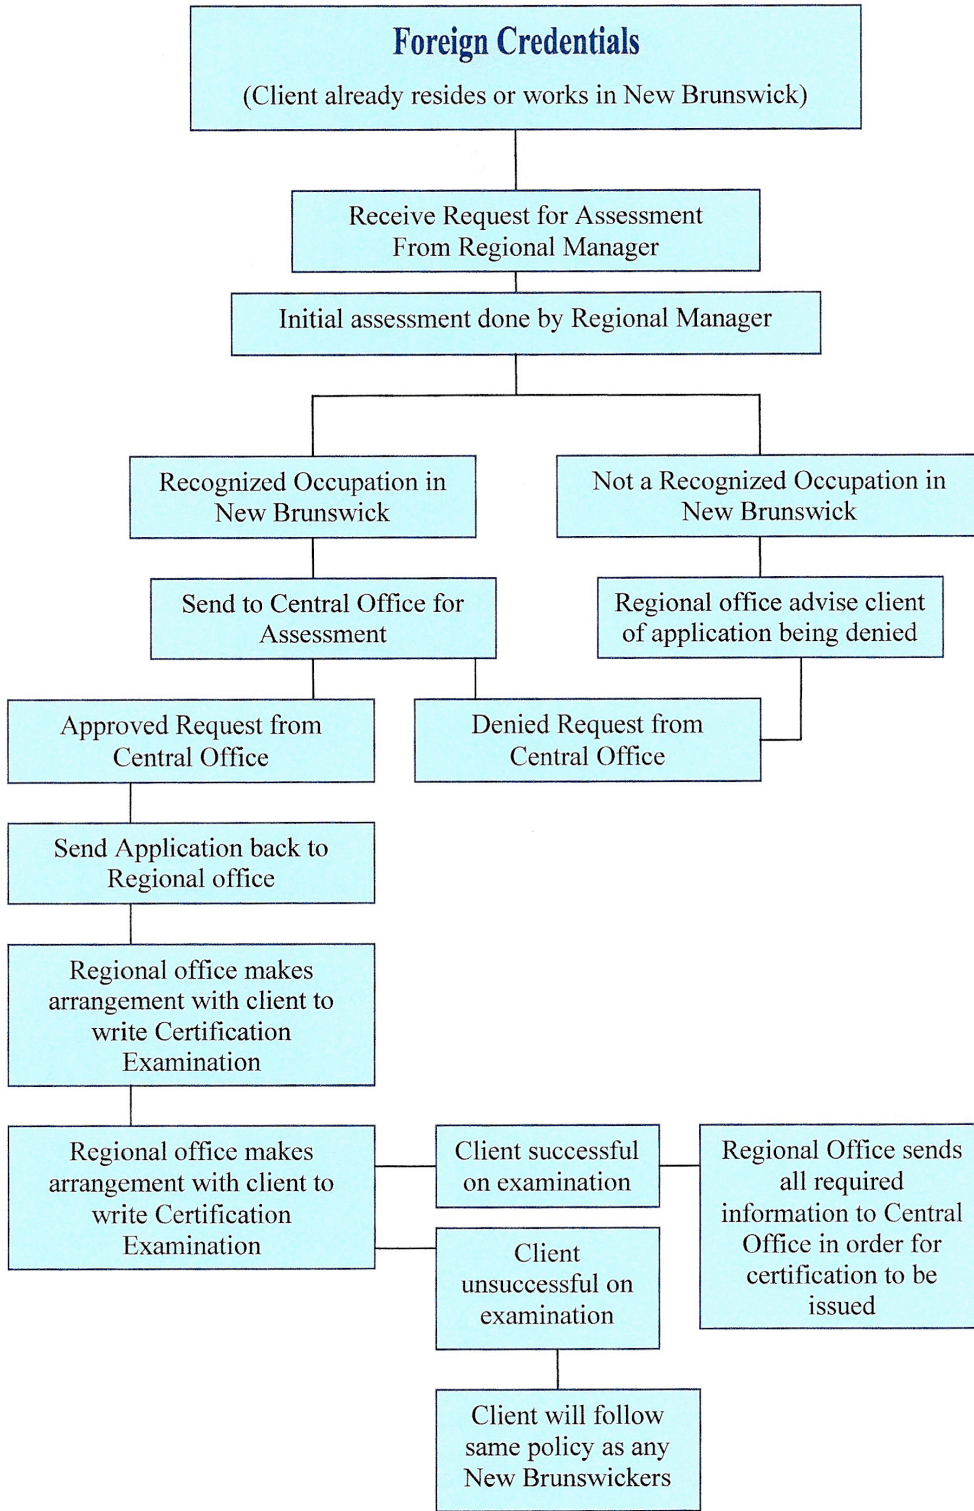 Foreign Credentials
(Client already resides or works in New Brunswick)
Receive Request for Assessment
From Regional Manager
Initial assessment done by Regional Manager
Recognized Occupation in
New Brunswick
Not a Recognized Occupation in
New Brunswick
Send to Central Office for
Assessment
Regional office advise client
of application being denied
Approved Request from
Central Office
Denied Request from
Central Office
Send Application back to
Regional office
Regional office makes
arrangement with client to
write Certification
Examination
Regional office makes
arrangement with client to
write Certification
Examination
Client successful
on examination
Regional Office sends
all required
information to Central
Office in order for
certification to be
issued
Client
unsuccessful on
examination
Client will follow
same policy as any
New Brunswickers